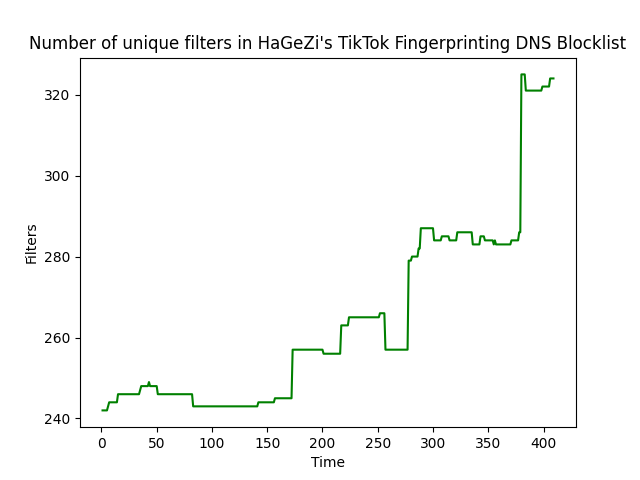 Number of unique filters in HaGeZi's TikTok Fingerprinting DNS Blocklist
320
300
280
260
240
Filters
0 50 100 150 200 250 300 350 400
Time